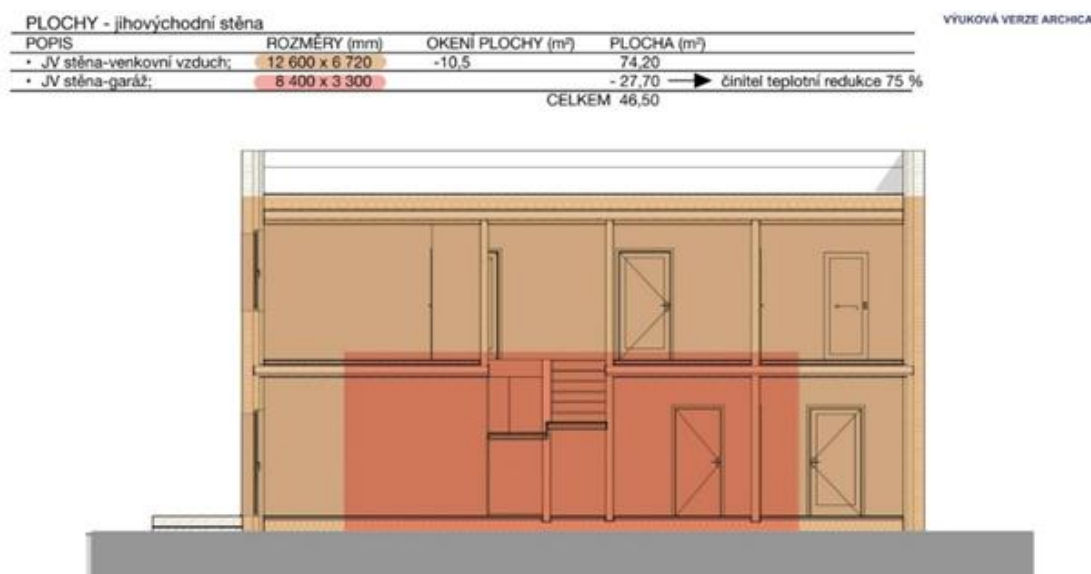 VÝUKOVÁ VERZE ARCHICA
PLOCHY - jihovýchodní stěna
POPIS ROZMĚRY (mm) OKENÍ PLOCHY (m²) PLOCHA (m²)
• JV stěna-venkovní vzduch; 12 600 x 6 720 -10,5 74,20
• JV stěna-garáž; 8 400 x 3 300 - 27,70 činitel teplotní redukce 75 %
CELKEM 46,50